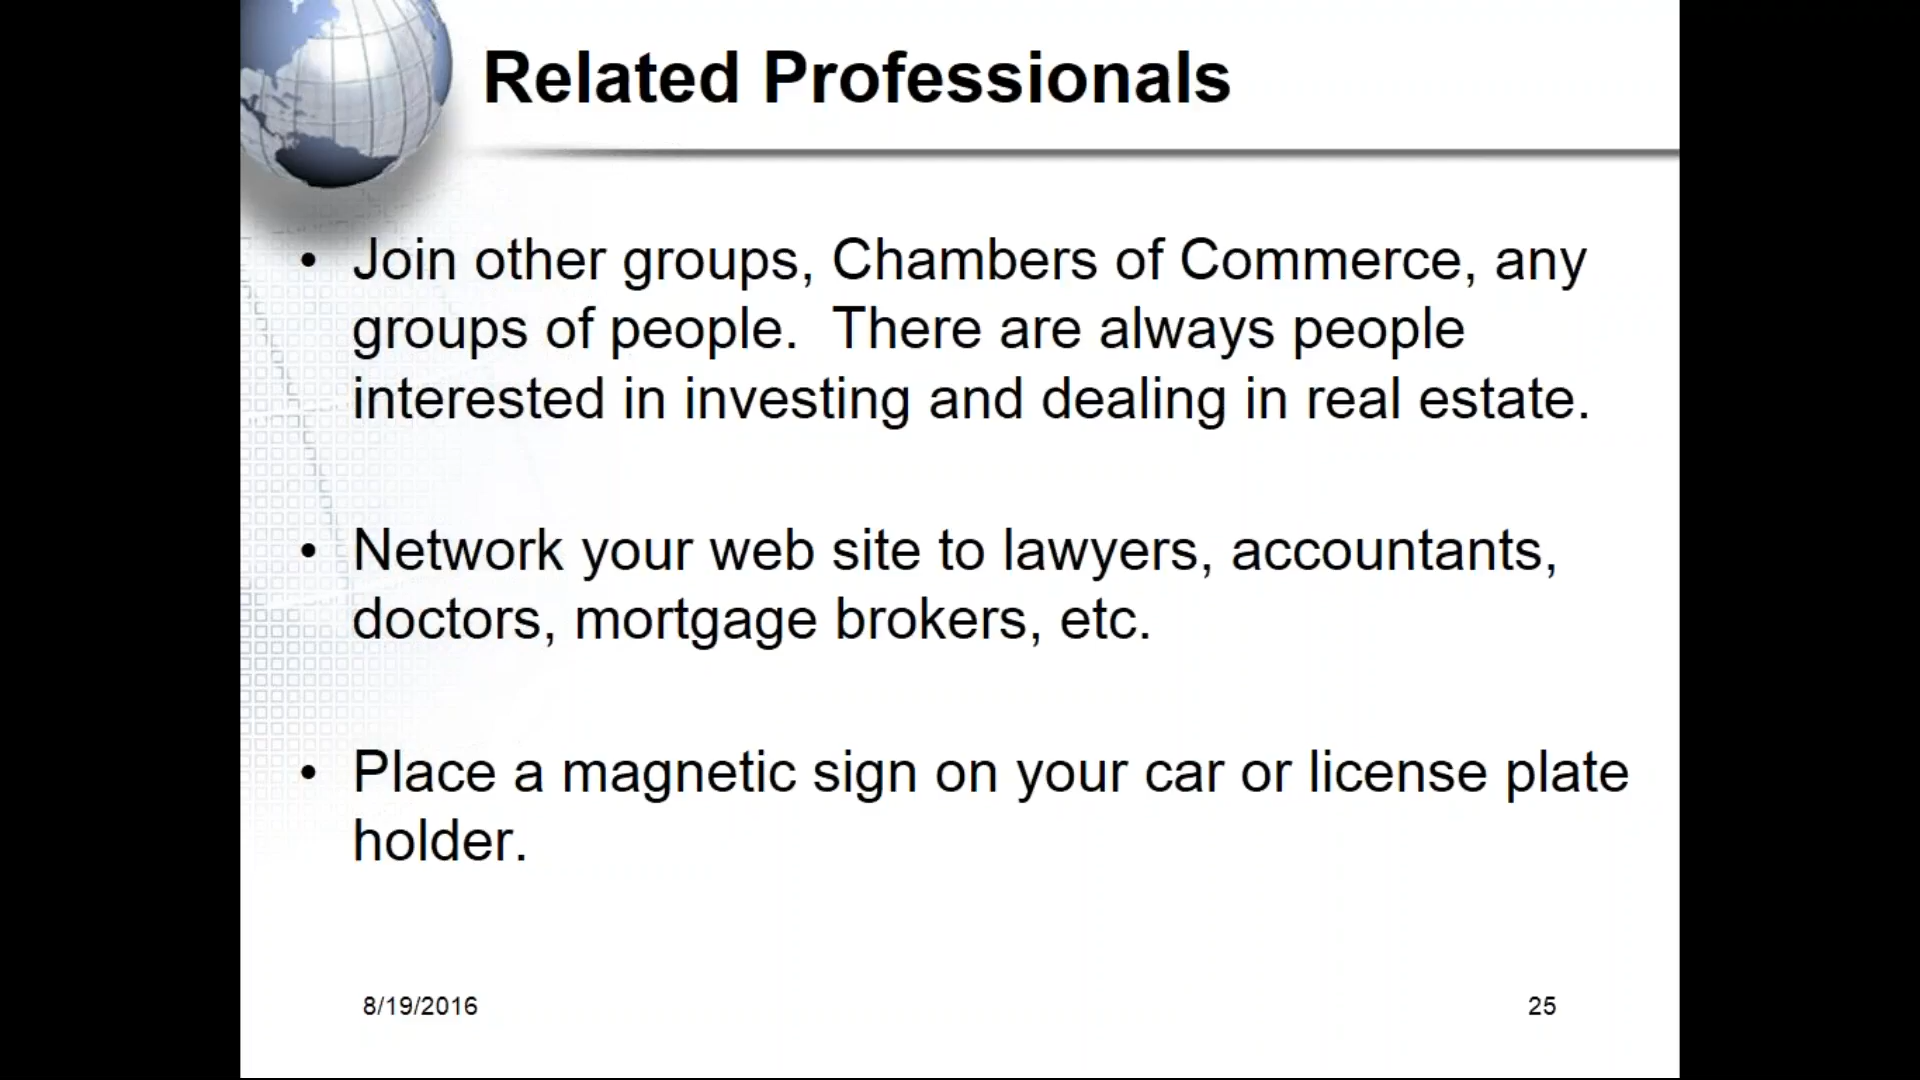 Related Professionals
• Join other groups, Chambers of Commerce, any
groups of people.  There are always people
interested in investing and dealing in real estate.
• Network your web site to lawyers, accountants,
doctors, mortgage brokers, etc.
• Place a magnetic sign on your car or license plate
holder.
8/19/2016
25